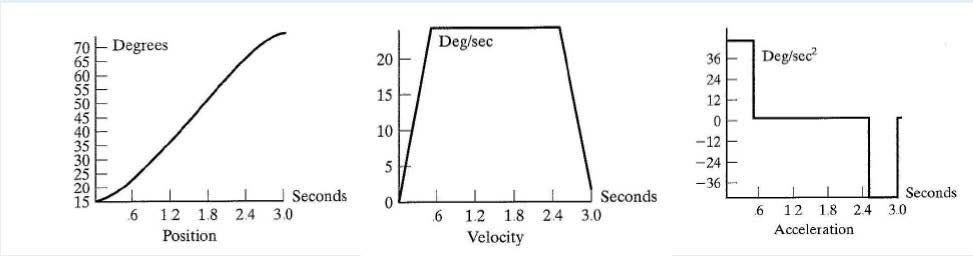 70 Degrees
65
60
55
50
45
40
35
30
25
20
15
Seconds
.6 1.2 1.8 2.4 3.0
Position
Deg/sec
20
15
10
5
0
Seconds
.6 1.2 1.8 2.4 3.0
Velocity
36 Deg/sec²
24
12
0
−12
−24
−36
Seconds
.6 1.2 1.8 2.4 3.0
Acceleration